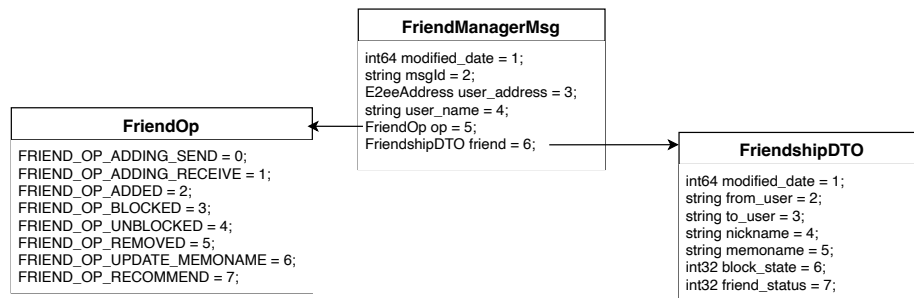 FriendManagerMsg
int64 modified_date = 1;
string msgId = 2;
E2eeAddress user_address = 3;
string user_name = 4;
FriendOp op = 5;
FriendshipDTO friend = 6;
FriendOp
FRIEND_OP_ADDING_SEND = 0;
FRIEND_OP_ADDING_RECEIVE = 1;
FRIEND_OP_ADDED = 2;
FRIEND_OP_BLOCKED = 3;
FRIEND_OP_UNBLOCKED = 4;
FRIEND_OP_REMOVED = 5;
FRIEND_OP_UPDATE_MEMONAME = 6;
FRIEND_OP_RECOMMEND = 7;
FriendshipDTO
int64 modified_date = 1;
string from_user = 2;
string to_user = 3;
string nickname = 4;
string memoname = 5;
int32 block_state = 6;
int32 friend_status = 7;